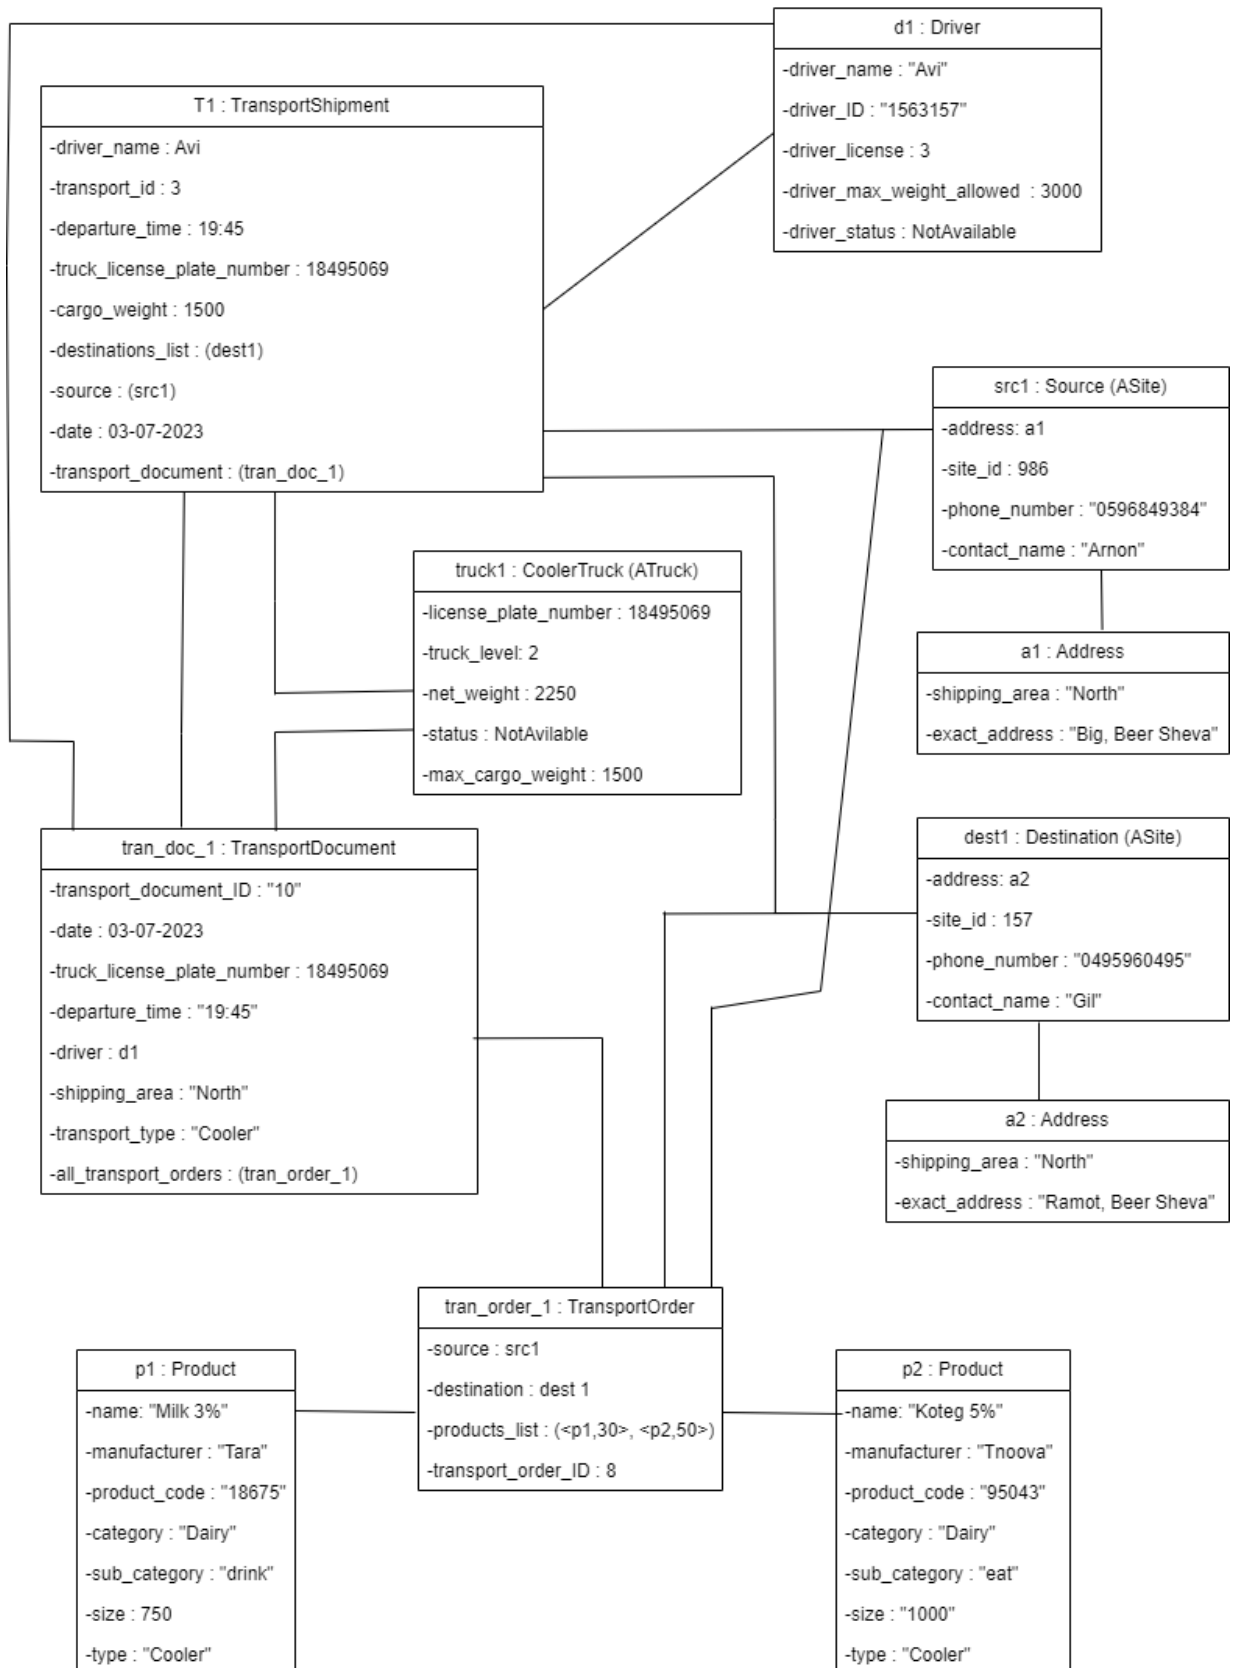 d1 : Driver
-driver_name : "Avi"
-driver_ID : "1563157"
-driver_license : 3
-driver_max_weight_allowed : 3000
-driver_status : NotAvailable
T1 : TransportShipment
-driver_name : Avi
-transport_id : 3
-departure_time : 19:45
-truck_license_plate_number : 18495069
-cargo_weight : 1500
-destinations_list : (dest1)
-source : (src1)
-date : 03-07-2023
-transport_document : (tran_doc_1)
src1 : Source (ASite)
-address: a1
-site_id : 986
-phone_number : "0596849384"
-contact_name : "Arnon"
truck1 : CoolerTruck (ATruck)
-license_plate_number : 18495069
-truck_level: 2
-net_weight : 2250
-status : NotAvilable
-max_cargo_weight : 1500
a1 : Address
-shipping_area : "North"
-exact_address : "Big, Beer Sheva"
tran_doc_1 : TransportDocument
-transport_document_ID : "10"
-date : 03-07-2023
-truck_license_plate_number : 18495069
-departure_time : "19:45"
-driver : d1
-shipping_area : "North"
-transport_type : "Cooler"
-all_transport_orders : (tran_order_1)
dest1 : Destination (ASite)
-address: a2
-site_id : 157
-phone_number : "0495960495"
-contact_name : "Gil"
a2 : Address
-shipping_area : "North"
-exact_address : "Ramot, Beer Sheva"
tran_order_1 : TransportOrder
-source : src1
-destination : dest 1
-products_list : (<p1,30>, <p2,50>)
-transport_order_ID : 8
p1 : Product
-name: "Milk 3%"
-manufacturer : "Tara"
-product_code : "18675"
-category : "Dairy"
-sub_category : "drink"
-size : 750
-type : "Cooler"
p2 : Product
-name: "Koteg 5%"
-manufacturer : "Tnoova"
-product_code : "95043"
-category : "Dairy"
-sub_category : "eat"
-size : "1000"
-type : "Cooler"